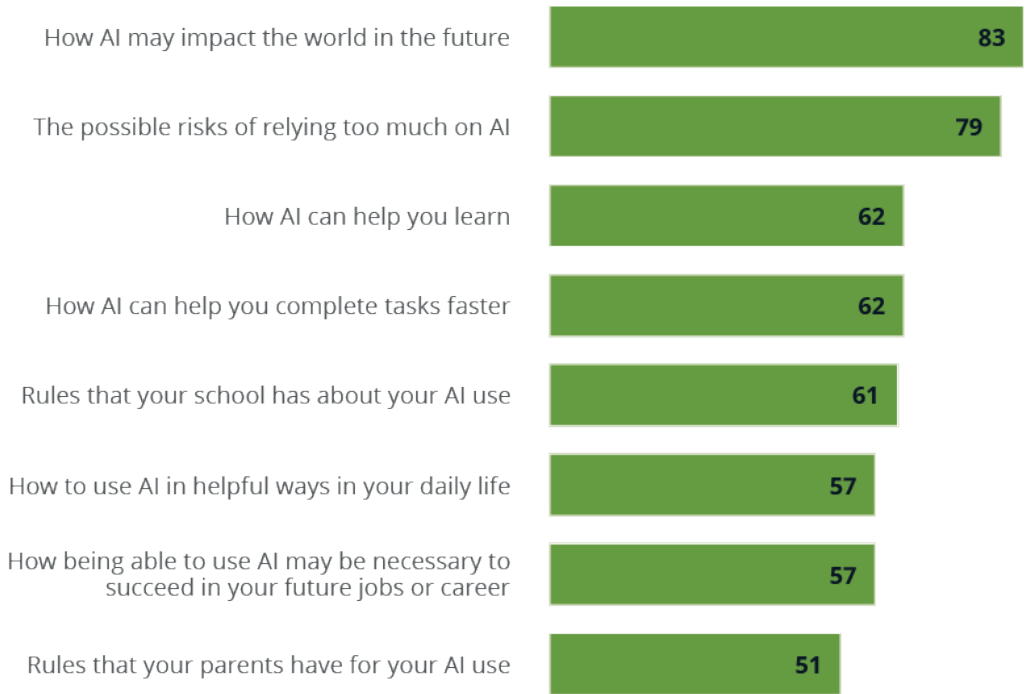 How AI may impact the world in the future 83
The possible risks of relying too much on AI 79
How AI can help you learn 62
How AI can help you complete tasks faster 62
Rules that your school has about your AI use 61
How to use AI in helpful ways in your daily life 57
How being able to use AI may be necessary to
succeed in your future jobs or career 57
Rules that your parents have for your AI use 51